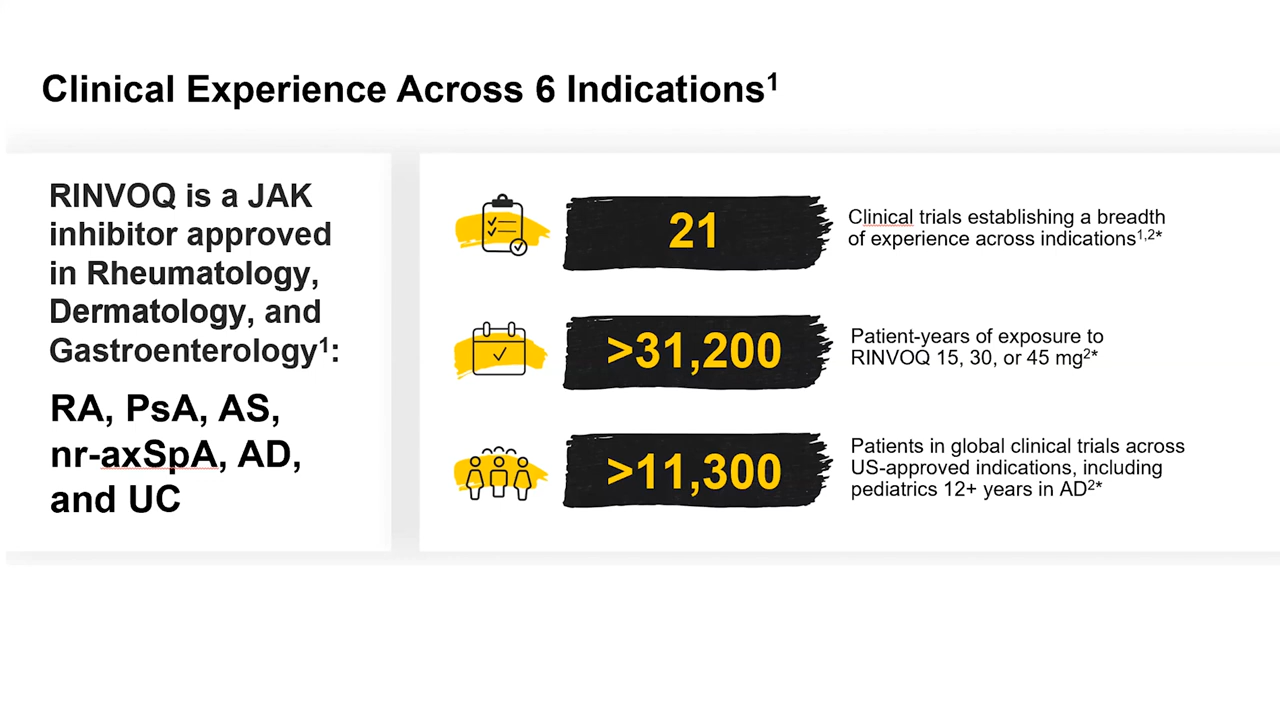 Clinical Experience Across 6 Indications¹
RINVOQ is a JAK
inhibitor approved
in Rheumatology,
Dermatology, and
Gastroenterology¹:
RA, PsA, AS,
nr-axSpA, AD,
and UC
21
Clinical trials establishing a breadth
of experience across indications¹,²*
>31,200
Patient-years of exposure to
RINVOQ 15, 30, or 45 mg²*
>11,300
Patients in global clinical trials across
US-approved indications, including
pediatrics 12+ years in AD²*